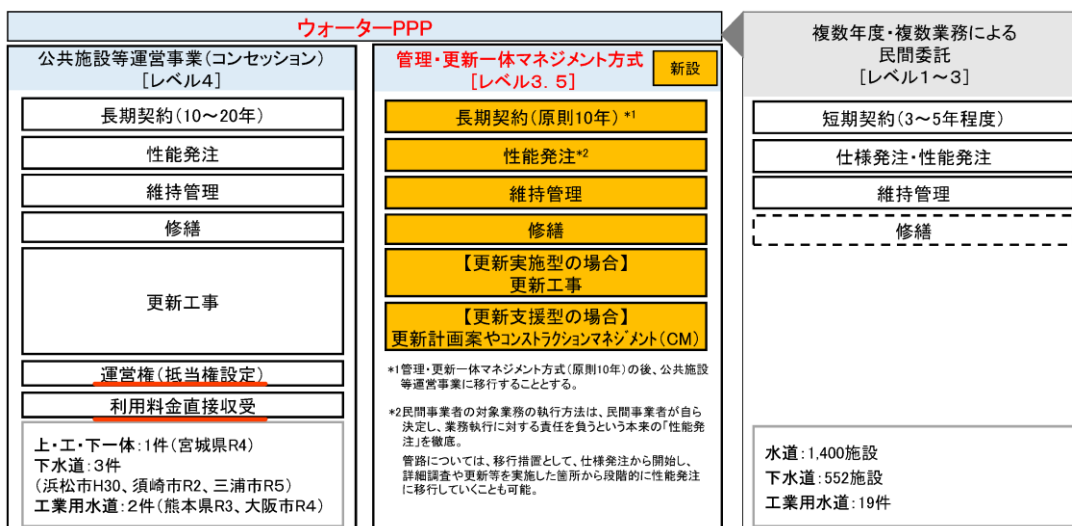 ウォーターPPP
公共施設等運営事業(コンセッション)
[レベル4]
長期契約(10~20年)
性能発注
維持管理
修繕
更新工事
運営権(抵当権設定)
利用料金直接収受
上・工・下一体:1件(宮城県R4)
下水道:3件
(浜松市H30、須崎市R2、三浦市R5)
工業用水道:2件(熊本県R3、大阪市R4)
管理・更新一体マネジメント方式
[レベル3.5]
新設
長期契約(原則10年)*1
性能発注*2
維持管理
修繕
【更新実施型の場合】
更新工事
【更新支援型の場合】
更新計画案やコンストラクションマネジメント(CM)
*1管理・更新一体マネジメント方式(原則10年)の後、公共施設
等運営事業に移行することとする。
*2民間事業者の対象業務の執行方法は、民間事業者が自ら
決定し、業務執行に対する責任を負うという本来の「性能発
注」を徹底。
管路については、移行措置として、仕様発注から開始し、
詳細調査や更新等を実施した箇所から段階的に性能発注
に移行していくことも可能。
複数年度・複数業務による
民間委託
[レベル1~3]
短期契約(3~5年程度)
仕様発注・性能発注
維持管理
修繕
水道:1,400施設
下水道:552施設
工業用水道:19件